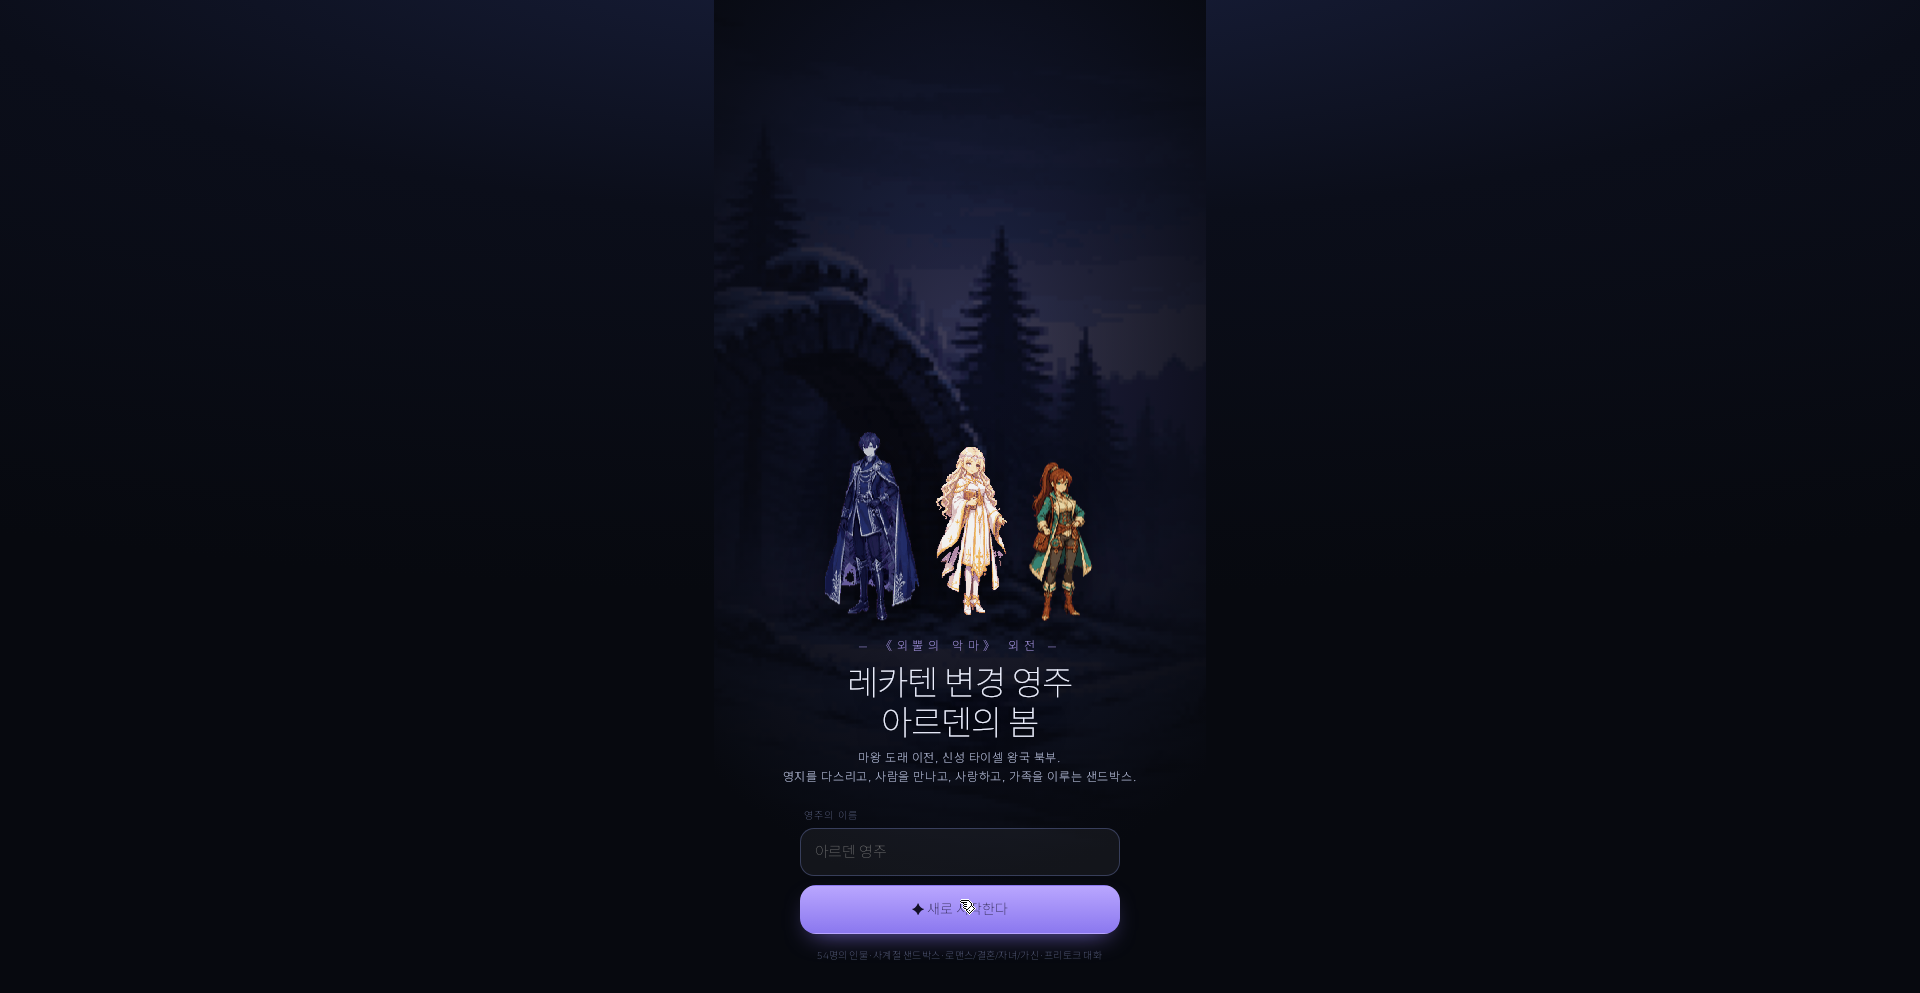 — 《외뿔의 악마》 외전 —
레카텐 변경 영주
아르덴의 봄
마왕 도래 이전, 신성 타이셀 왕국 북부.
영지를 다스리고, 사람을 만나고, 사랑하고, 가족을 이루는 샌드박스.
영주의 이름
아르덴 영주
✦ 새로 시작한다
54명의 인물 · 사계절 샌드박스 · 로맨스/결혼/자녀/가신 · 프리토크 대화